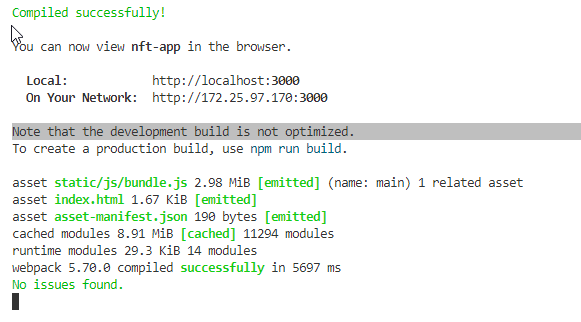 Compiled successfully!
You can now view nft-app in the browser.
Local: http://localhost:3000
On Your Network: http://172.25.97.170:3000
Note that the development build is not optimized.
To create a production build, use npm run build.
asset static/js/bundle.js 2.98 MiB [emitted] (name: main) 1 related asset
asset index.html 1.67 KiB [emitted]
asset asset-manifest.json 190 bytes [emitted]
cached modules 8.91 MiB [cached] 11294 modules
runtime modules 29.3 KiB 14 modules
webpack 5.70.0 compiled successfully in 5697 ms
No issues found.